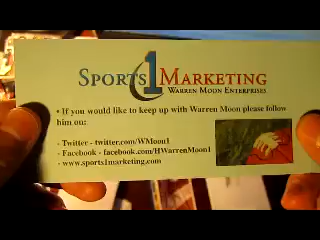 SPORTS 1 MARKETING
WARREN MOON ENTERPRISES
• If you would like to keep up with Warren Moon please follow
him on:
- Twitter - twitter.com/WMoon1
- Facebook - facebook.com/HWarrenMoon1
- www.sports1marketing.com